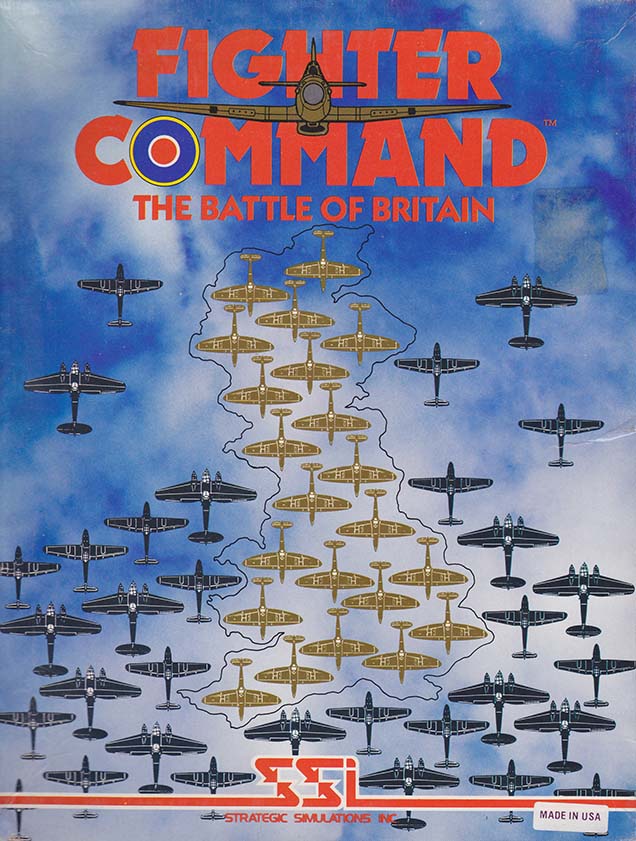 FIGHTER
COMMAND™
THE BATTLE OF BRITAIN
SSI
STRATEGIC SIMULATIONS INC
MADE IN USA